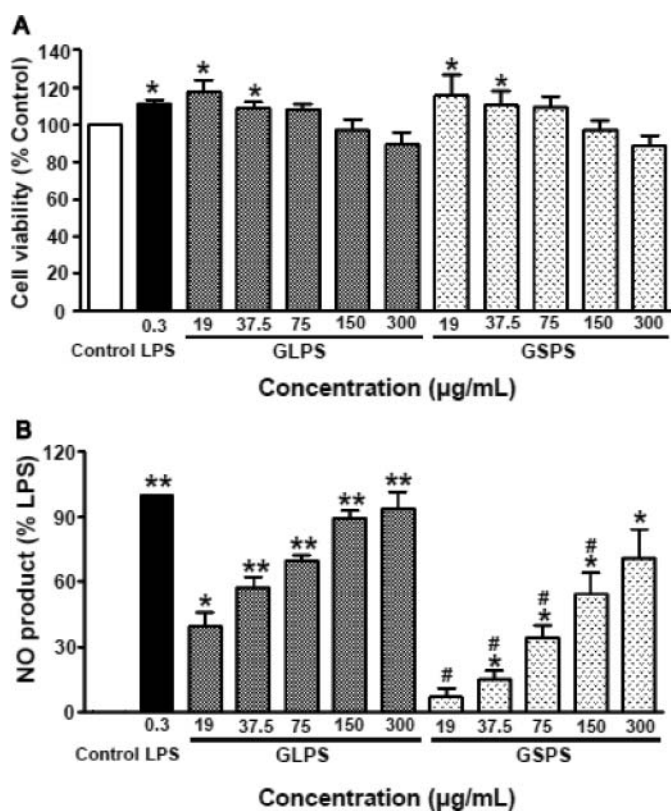 A
Cell viability (% Control)
140
120
100
80
60
40
20
0
* * * * *
0.3 19 37.5 75 150 300 19 37.5 75 150 300
Control LPS GLPS GSPS
Concentration (µg/mL)
B
NO product (% LPS)
120
90
60
30
0
** * ** ** ** ** # # * # * # * *
0.3 19 37.5 75 150 300 19 37.5 75 150 300
Control LPS GLPS GSPS
Concentration (µg/mL)